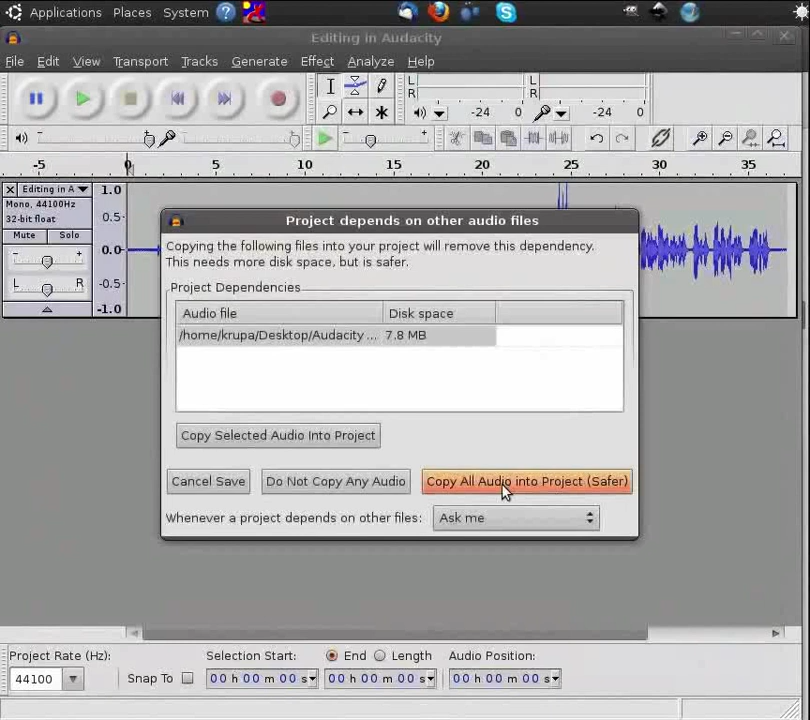 Applications Places System
Editing in Audacity
File Edit View Transport Tracks Generate Effect Analyze Help
L
R
-24 0
L
R
-24 0
-5 0 5 10 15 20 25 30 35
Editing in A
Mono, 44100Hz
32-bit float
Mute Solo
- +
L R
1.0
0.5
0.0
-0.5
-1.0
Project depends on other audio files
Copying the following files into your project will remove this dependency.
This needs more disk space, but is safer.
Project Dependencies
Audio file Disk space
/home/krupa/Desktop/Audacity ... 7.8 MB
Copy Selected Audio Into Project
Cancel Save Do Not Copy Any Audio Copy All Audio into Project (Safer)
Whenever a project depends on other files: Ask me
Project Rate (Hz): Selection Start: End Length Audio Position:
44100 Snap To 00 h 00 m 00 s 00 h 00 m 00 s 00 h 00 m 00 s